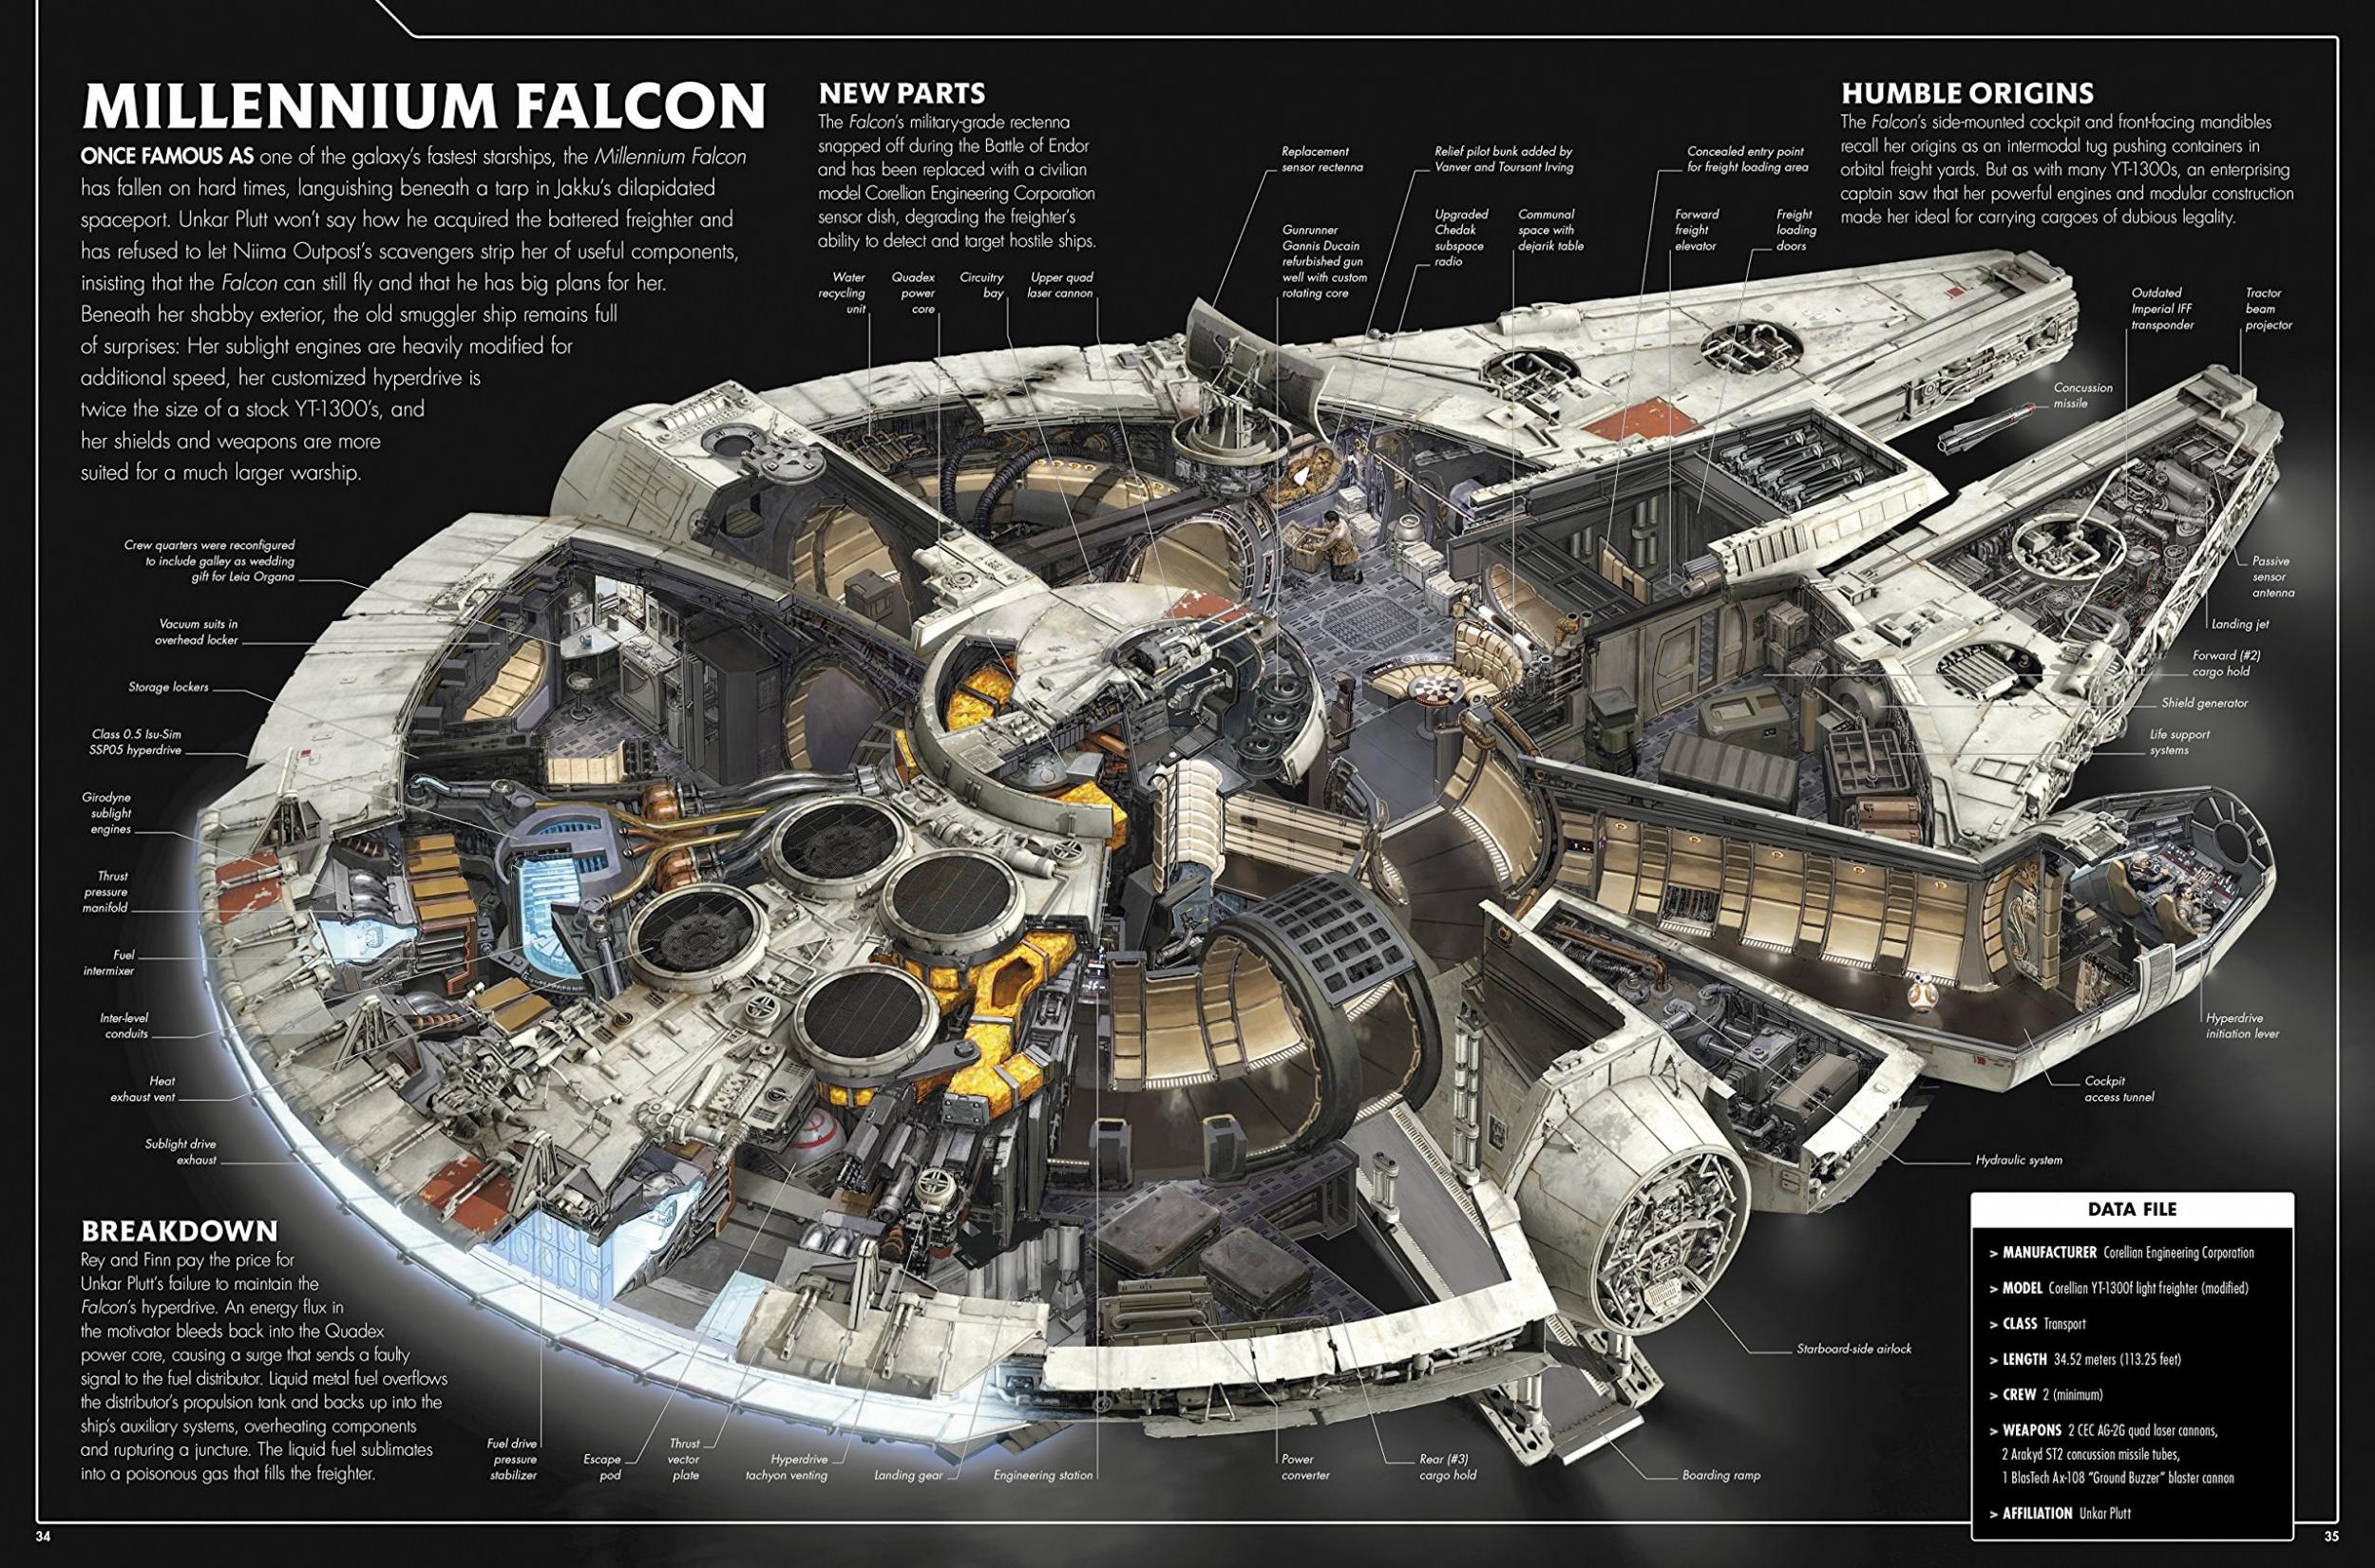 MILLENNIUM FALCON
ONCE FAMOUS AS one of the galaxy's fastest starships, the Millennium Falcon
has fallen on hard times, languishing beneath a tarp in Jakku's dilapidated
spaceport. Unkar Plutt won't say how he acquired the battered freighter and
has refused to let Niima Outpost's scavengers strip her of useful components,
insisting that the Falcon can still fly and that he has big plans for her.
Beneath her shabby exterior, the old smuggler ship remains full
of surprises: Her sublight engines are heavily modified for
additional speed, her customized hyperdrive is
twice the size of a stock YT-1300's, and
her shields and weapons are more
suited for a much larger warship.
NEW PARTS
The Falcon's military-grade rectenna
snapped off during the Battle of Endor
and has been replaced with a civilian
model Corellian Engineering Corporation
sensor dish, degrading the freighter's
ability to detect and target hostile ships.
HUMBLE ORIGINS
The Falcon's side-mounted cockpit and front-facing mandibles
recall her origins as an intermodal tug pushing containers in
orbital freight yards. But as with many YT-1300s, an enterprising
captain saw that her powerful engines and modular construction
made her ideal for carrying cargoes of dubious legality.
Water
recycling
unit
Quadex
power
core
Circuitry
bay
Upper quad
laser cannon
Replacement
sensor rectenna
Gunrunner
Gannis Ducain
refurbished gun
well with custom
rotating core
Relief pilot bunk added by
Vanver and Toursant Irving
Upgraded
Chedak
subspace
radio
Communal
space with
dejarik table
Concealed entry point
for freight loading area
Forward
freight
elevator
Freight
loading
doors
Outdated
Imperial IFF
transponder
Tractor
beam
projector
Concussion
missile
Passive
sensor
antenna
Landing jet
Forward (#2)
cargo hold
Shield generator
Life support
systems
Hyperdrive
initiation lever
Cockpit
access tunnel
Hydraulic system
Starboard-side airlock
Crew quarters were reconfigured
to include galley as wedding
gift for Leia Organa
Vacuum suits in
overhead locker
Storage lockers
Class 0.5 Isu-Sim
SSP05 hyperdrive
Girodyne
sublight
engines
Thrust
pressure
manifold
Fuel
intermixer
Inter-level
conduits
Heat
exhaust vent
Sublight drive
exhaust
BREAKDOWN
Rey and Finn pay the price for
Unkar Plutt's failure to maintain the
Falcon's hyperdrive. An energy flux in
the motivator bleeds back into the Quadex
power core, causing a surge that sends a faulty
signal to the fuel distributor. Liquid metal fuel overflows
the distributor's propulsion tank and backs up into the
ship's auxiliary systems, overheating components
and rupturing a juncture. The liquid fuel sublimates
into a poisonous gas that fills the freighter.
Fuel drive
pressure
stabilizer
Escape
pod
Thrust
vector
plate
Hyperdrive
tachyon venting
Landing gear
Engineering station
Power
converter
Rear (#3)
cargo hold
Boarding ramp
DATA FILE
> MANUFACTURER Corellian Engineering Corporation
> MODEL Corellian YT-1300f light freighter (modified)
> CLASS Transport
> LENGTH 34.52 meters (113.25 feet)
> CREW 2 (minimum)
> WEAPONS 2 CEC AG-2G quad laser cannons,
2 Arakyd ST2 concussion missile tubes,
1 BlasTech Ax-108 "Ground Buzzer" blaster cannon
> AFFILIATION Unkar Plutt
34
35